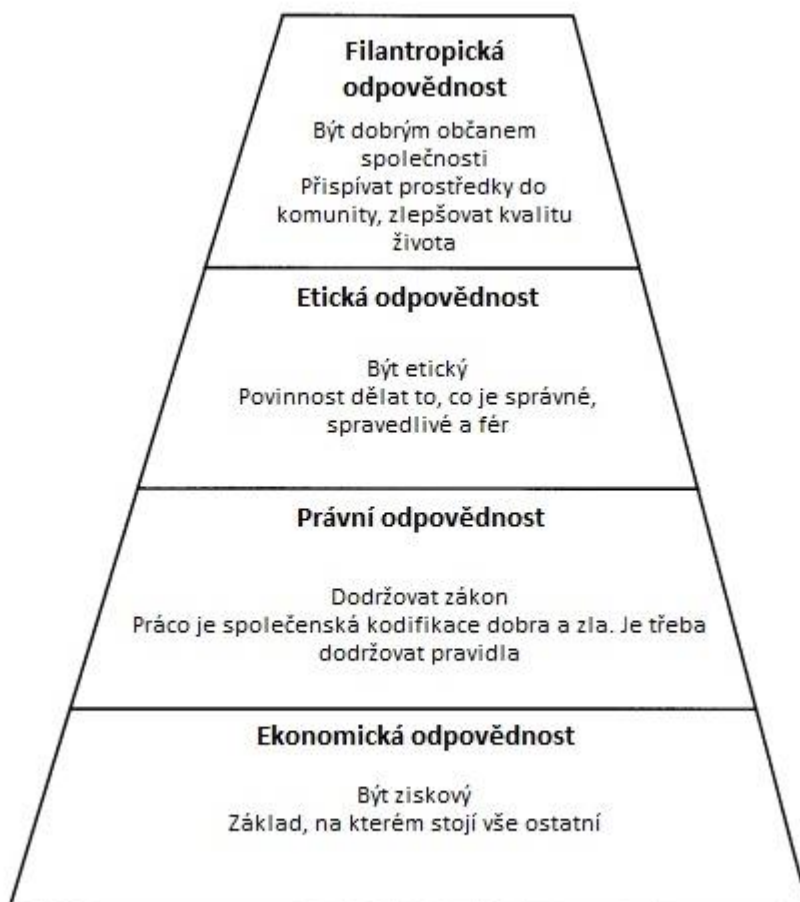 Filantropická
odpovědnost
Být dobrým občanem
společnosti
Přispívat prostředky do
komunity, zlepšovat kvalitu
života
Etická odpovědnost
Být etický
Povinnost dělat to, co je správné,
spravedlivé a fér
Právní odpovědnost
Dodržovat zákon
Práco je společenská kodifikace dobra a zla. Je třeba
dodržovat pravidla
Ekonomická odpovědnost
Být ziskový
Základ, na kterém stojí vše ostatní